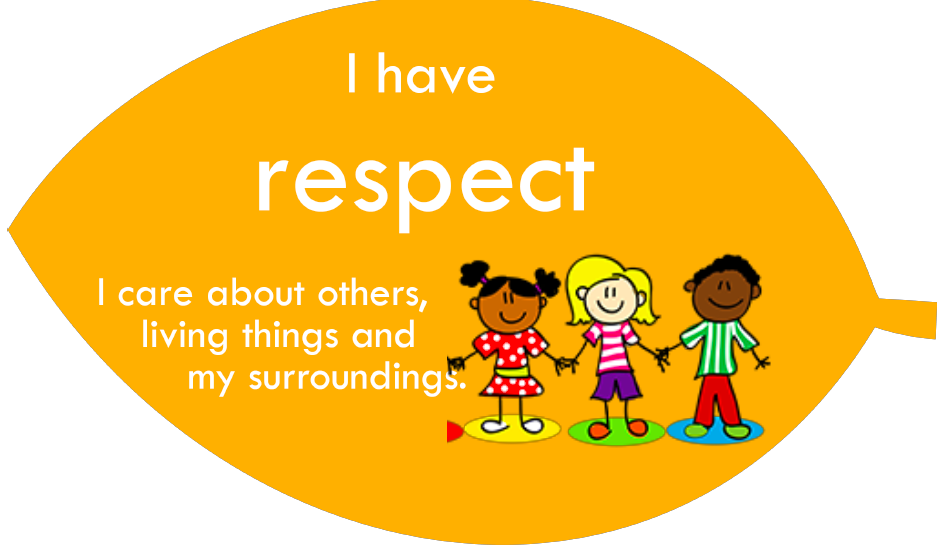 I have
respect
I care about others,
living things and
my surroundings.